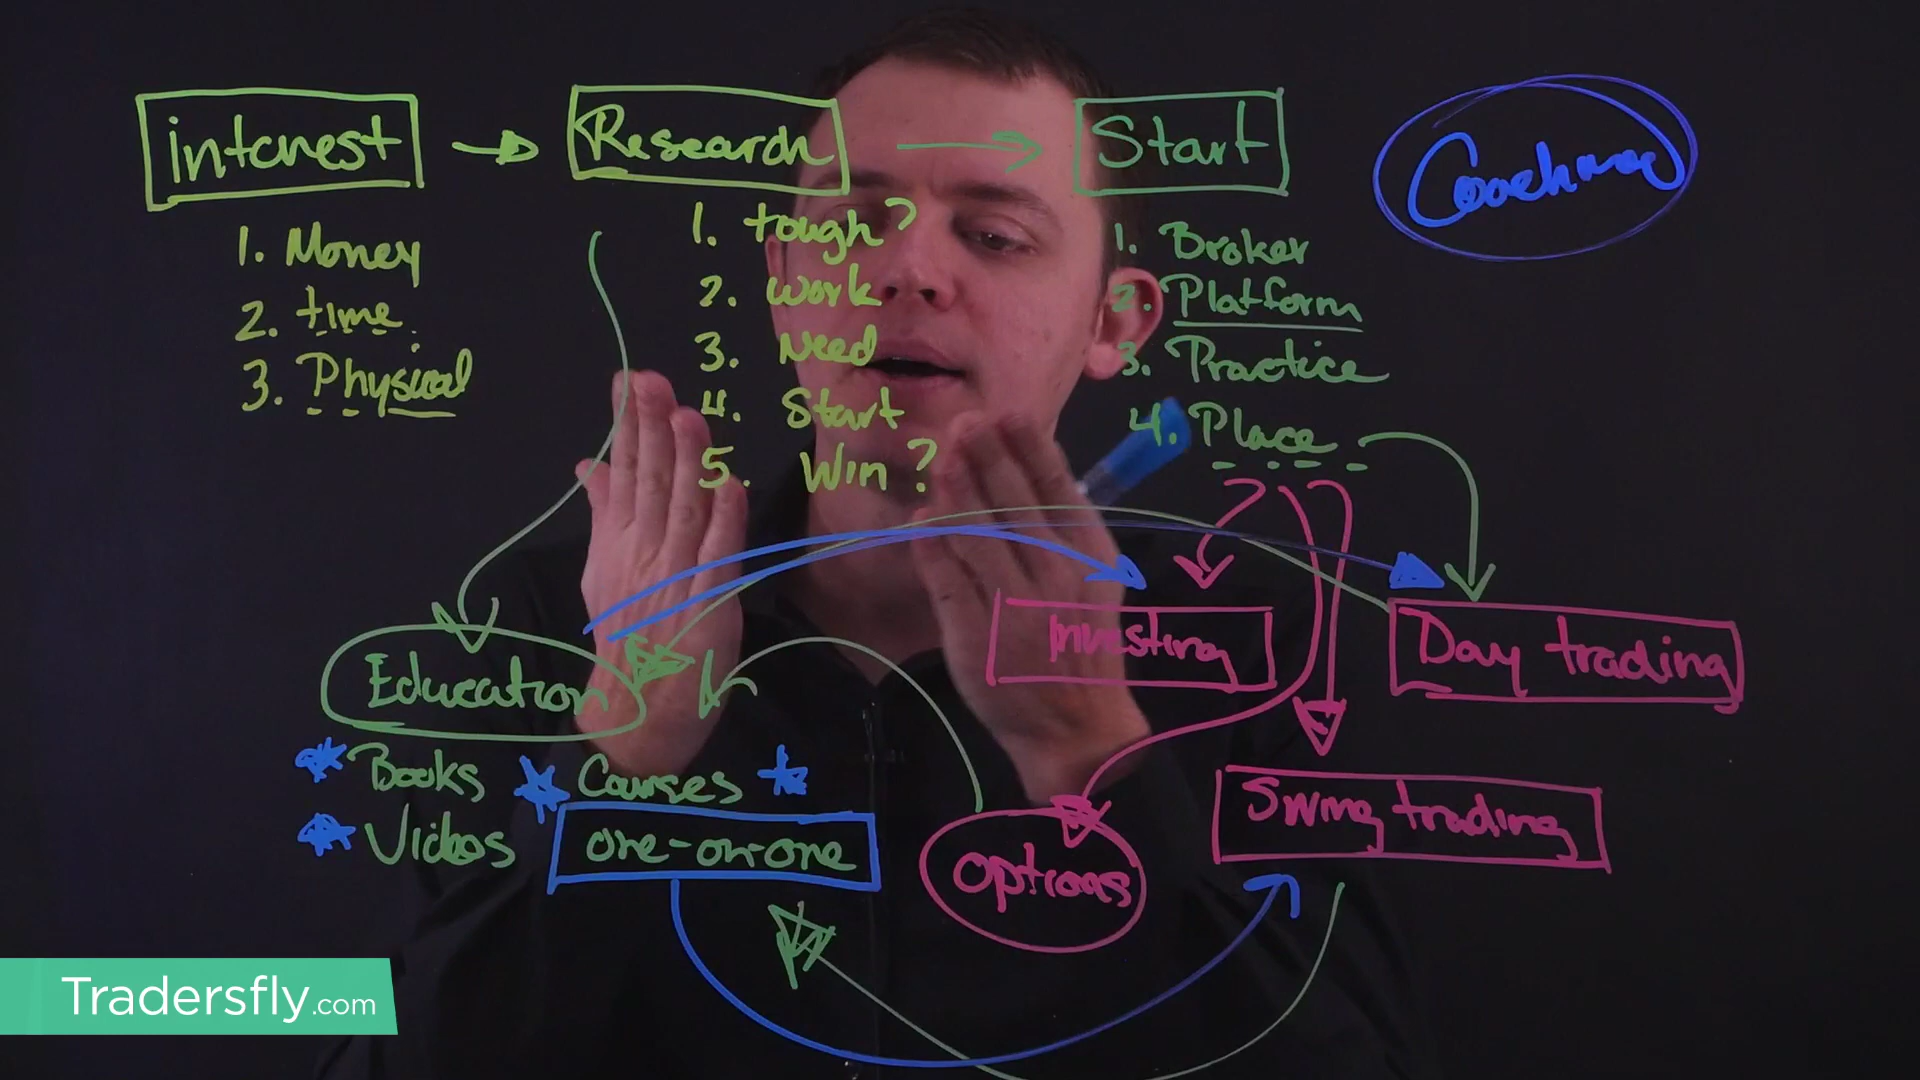 interest
Research
Start
Coaching
1. Money
2. time
3. Physical
1. tough?
2. Work
3. Need
4. Start
5. Win?
1. Broker
2. Platform
3. Practice
4. Place
Education
Books
Courses
Videos
one-on-one
Investing
Day trading
options
Swing trading
Tradersfly.com